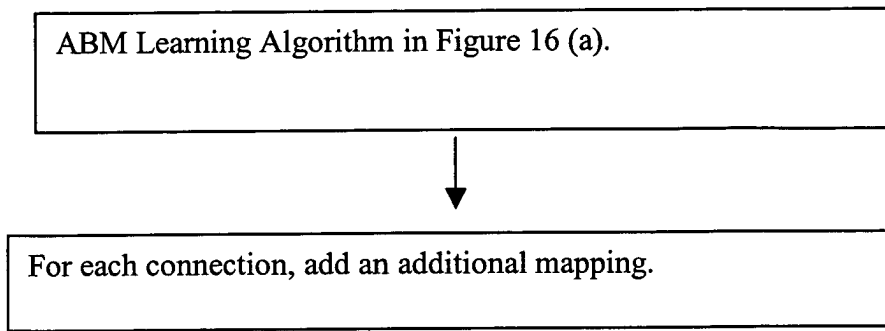 ABM Learning Algorithm in Figure 16 (a).
For each connection, add an additional mapping.